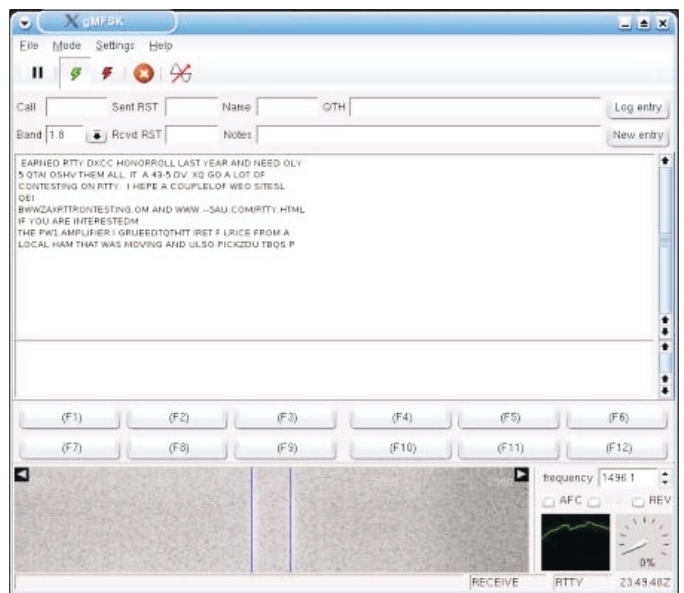 gMFSK
File Mode Settings Help
Call Sent RST Name QTH Log entry
Band 1.8 Rcvd RST Notes New entry
EARNED RTTY DXCC HONORROLL LAST YEAR AND NEED OLY
5 QTAI OSHV THEM ALL. IT A 43-5 DV XQ GO A LOT OF
CONTESTING ON RTTY. I HEPE A COUPLELOF WEO SITESL
QEI
BWWZAXRTTRONTESTING.OM AND WWW.--5AU.COM/RTTY.HTML
IF YOU ARE INTERESTEDM
THE PW1 AMPLIFIER I GRUEEDTQTHTT IRET F LRICE FROM A
LOCAL HAM THAT WAS MOVING AND ULSO PICKZDU TBQS P
(F1) (F2) (F3) (F4) (F5) (F6)
(F7) (F8) (F9) (F10) (F11) (F12)
frequency 1496.1
AFC REV
0%
RECEIVE RTTY 23:49:48Z